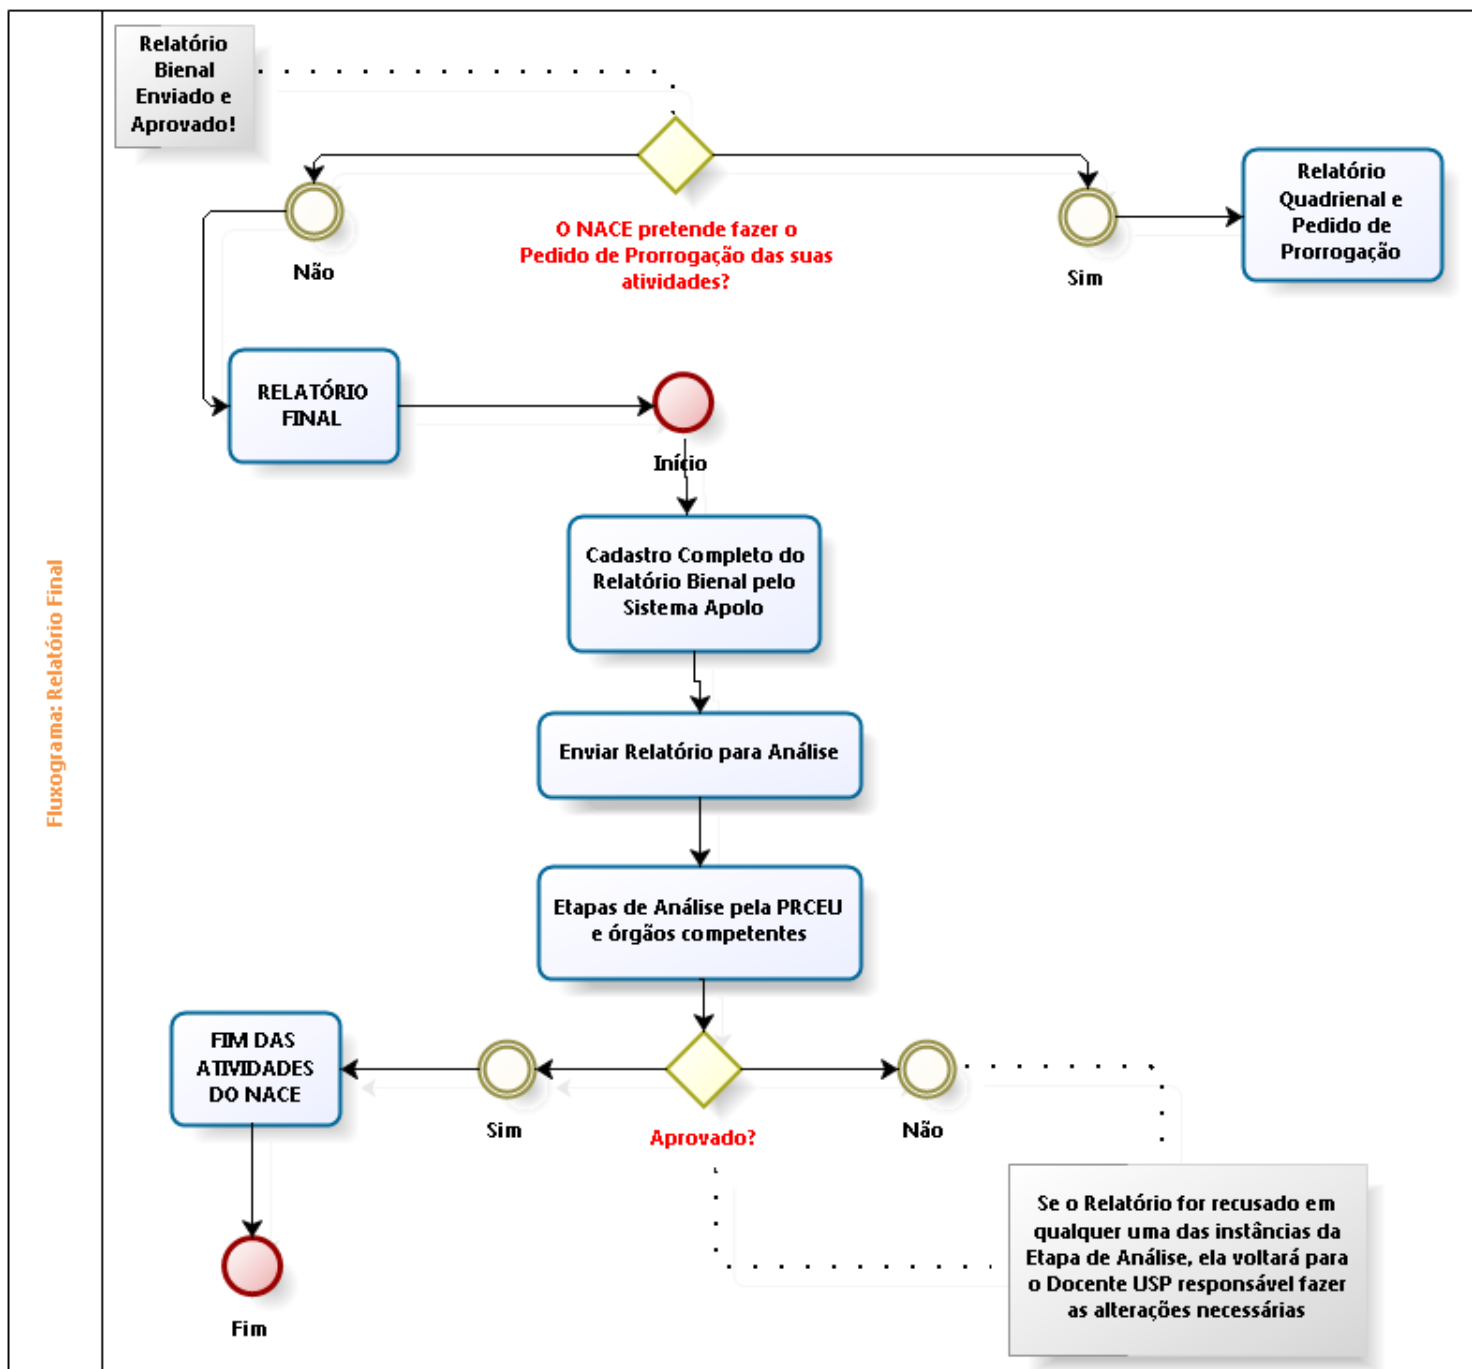 Fluxograma: Relatório Final
Relatório
Bienal
Enviado e
Aprovado!
O NACE pretende fazer o
Pedido de Prorrogação das suas
atividades?
Não
Sim
Relatório
Quadrienal e
Pedido de
Prorrogação
RELATÓRIO
FINAL
Início
Cadastro Completo do
Relatório Bienal pelo
Sistema Apolo
Enviar Relatório para Análise
Etapas de Análise pela PRCEU
e órgãos competentes
Aprovado?
Sim
Não
FIM DAS
ATIVIDADES
DO NACE
Fim
Se o Relatório for recusado em
qualquer uma das instâncias da
Etapa de Análise, ela voltará para
o Docente USP responsável fazer
as alterações necessárias